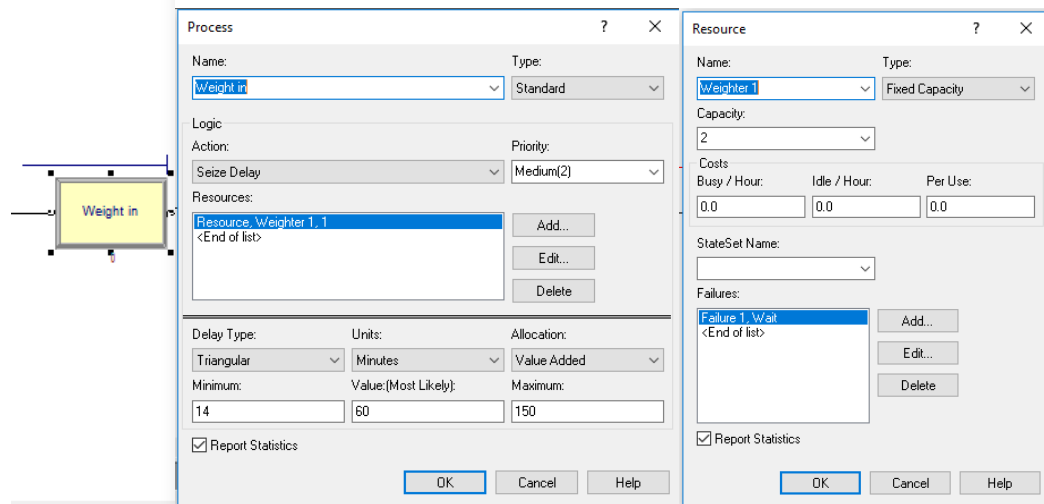 Weight in
0
Process
?
Name:
Type:
Weight in
Standard
Logic
Action:
Priority:
Seize Delay
Medium(2)
Resources:
Resource, Weighter 1, 1
<End of list>
Add...
Edit...
Delete
Delay Type:
Units:
Allocation:
Triangular
Minutes
Value Added
Minimum:
Value:(Most Likely):
Maximum:
14
60
150
Report Statistics
OK
Cancel
Help
Resource
?
Name:
Type:
Weighter 1
Fixed Capacity
Capacity:
2
Costs
Busy / Hour:
Idle / Hour:
Per Use:
0.0
0.0
0.0
StateSet Name:
Failures:
Failure 1, Wait
<End of list>
Add...
Edit...
Delete
Report Statistics
OK
Cancel
Help